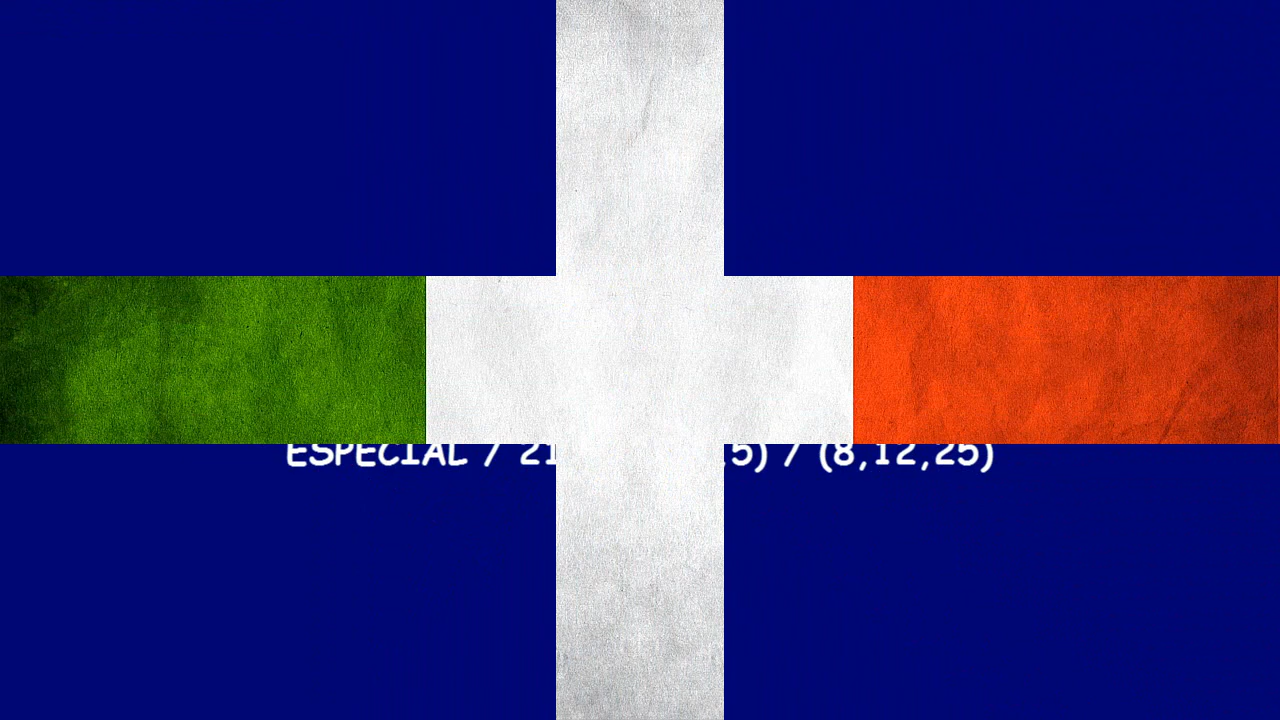 ESPECIAL / 21 5) / (8,12,25)